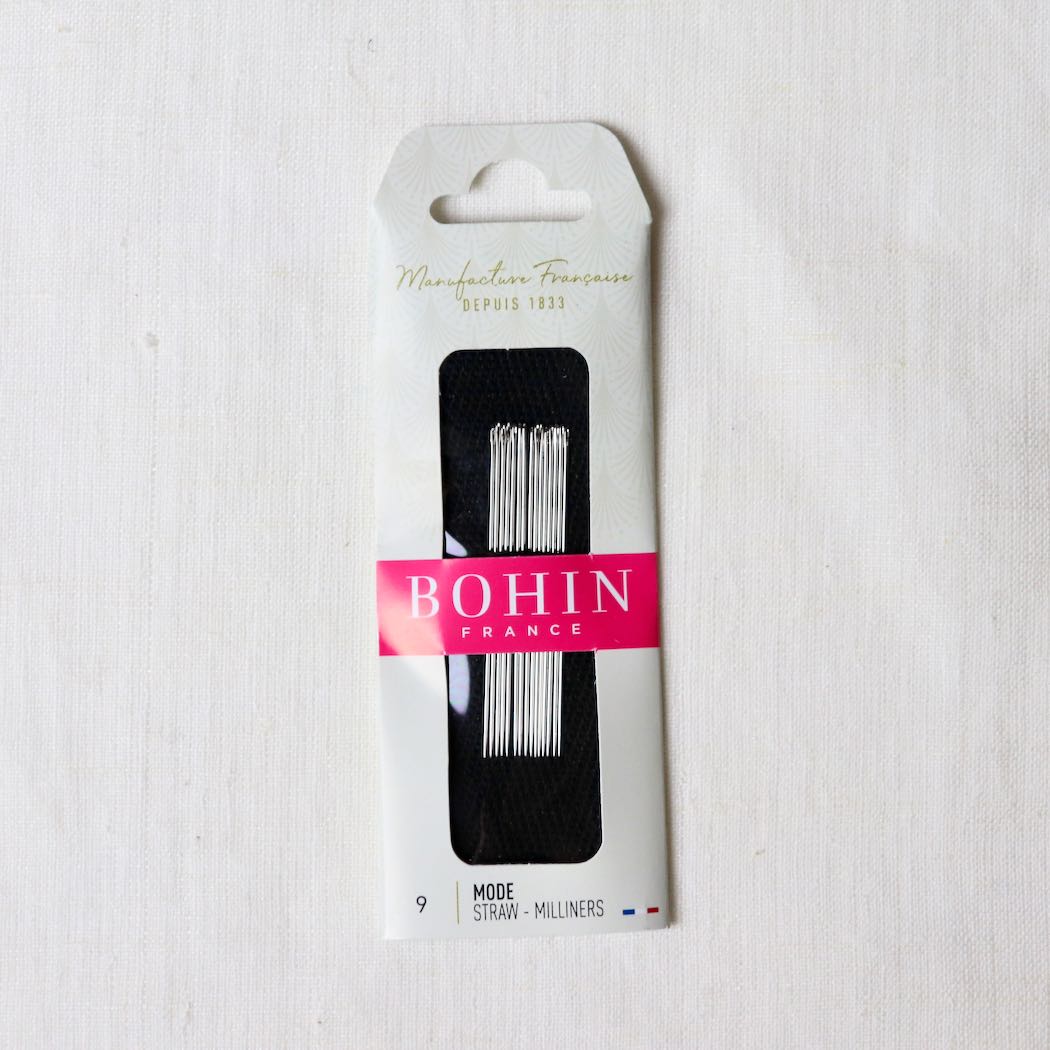 Manufacture Française
DEPUIS 1833
BOHIN
FRANCE
9
MODE
STRAW - MILLINERS